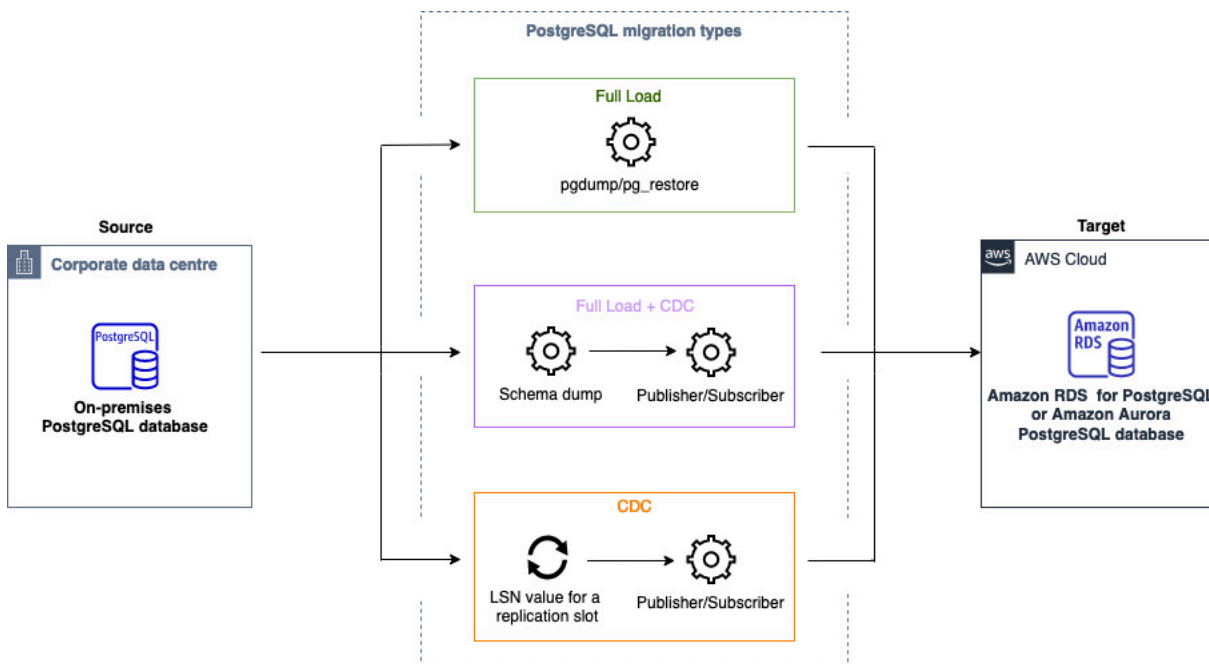 PostgreSQL migration types
Full Load
pgdump/pg_restore
Source
Corporate data centre
PostgreSQL
On-premises
PostgreSQL database
Full Load + CDC
Schema dump
Publisher/Subscriber
CDC
LSN value for a
replication slot
Publisher/Subscriber
Target
aws
AWS Cloud
Amazon
RDS
Amazon RDS for PostgreSQL
or Amazon Aurora
PostgreSQL database